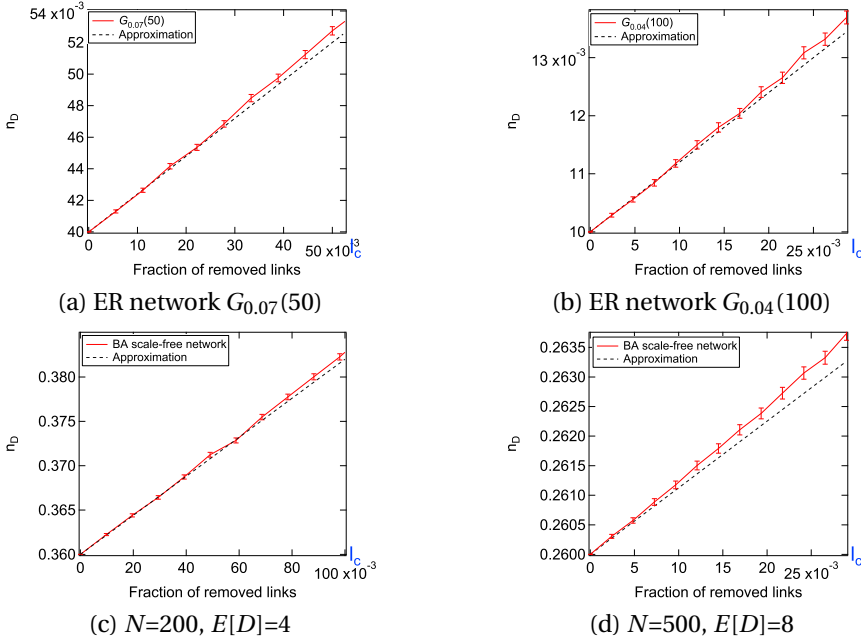 54 x10⁻³
52
50
48
46
44
42
40
n_D
G₀.₀₇(50)
Approximation
0
10
20
30
40
50 x10⁻³
l_c
Fraction of removed links
(a) ER network G₀.₀₇(50)
13 x10⁻³
12
11
10
n_D
G₀.₀₄(100)
Approximation
0
5
10
15
20
25 x10⁻³
l_c
Fraction of removed links
(b) ER network G₀.₀₄(100)
0.380
0.375
0.370
0.365
0.360
n_D
BA scale-free network
Approximation
0
20
40
60
80
100 x10⁻³
l_c
Fraction of removed links
(c) N=200, E[D]=4
0.2635
0.2630
0.2625
0.2620
0.2615
0.2610
0.2605
0.2600
n_D
BA scale-free network
Approximation
0
5
10
15
20
25 x10⁻³
l_c
Fraction of removed links
(d) N=500, E[D]=8